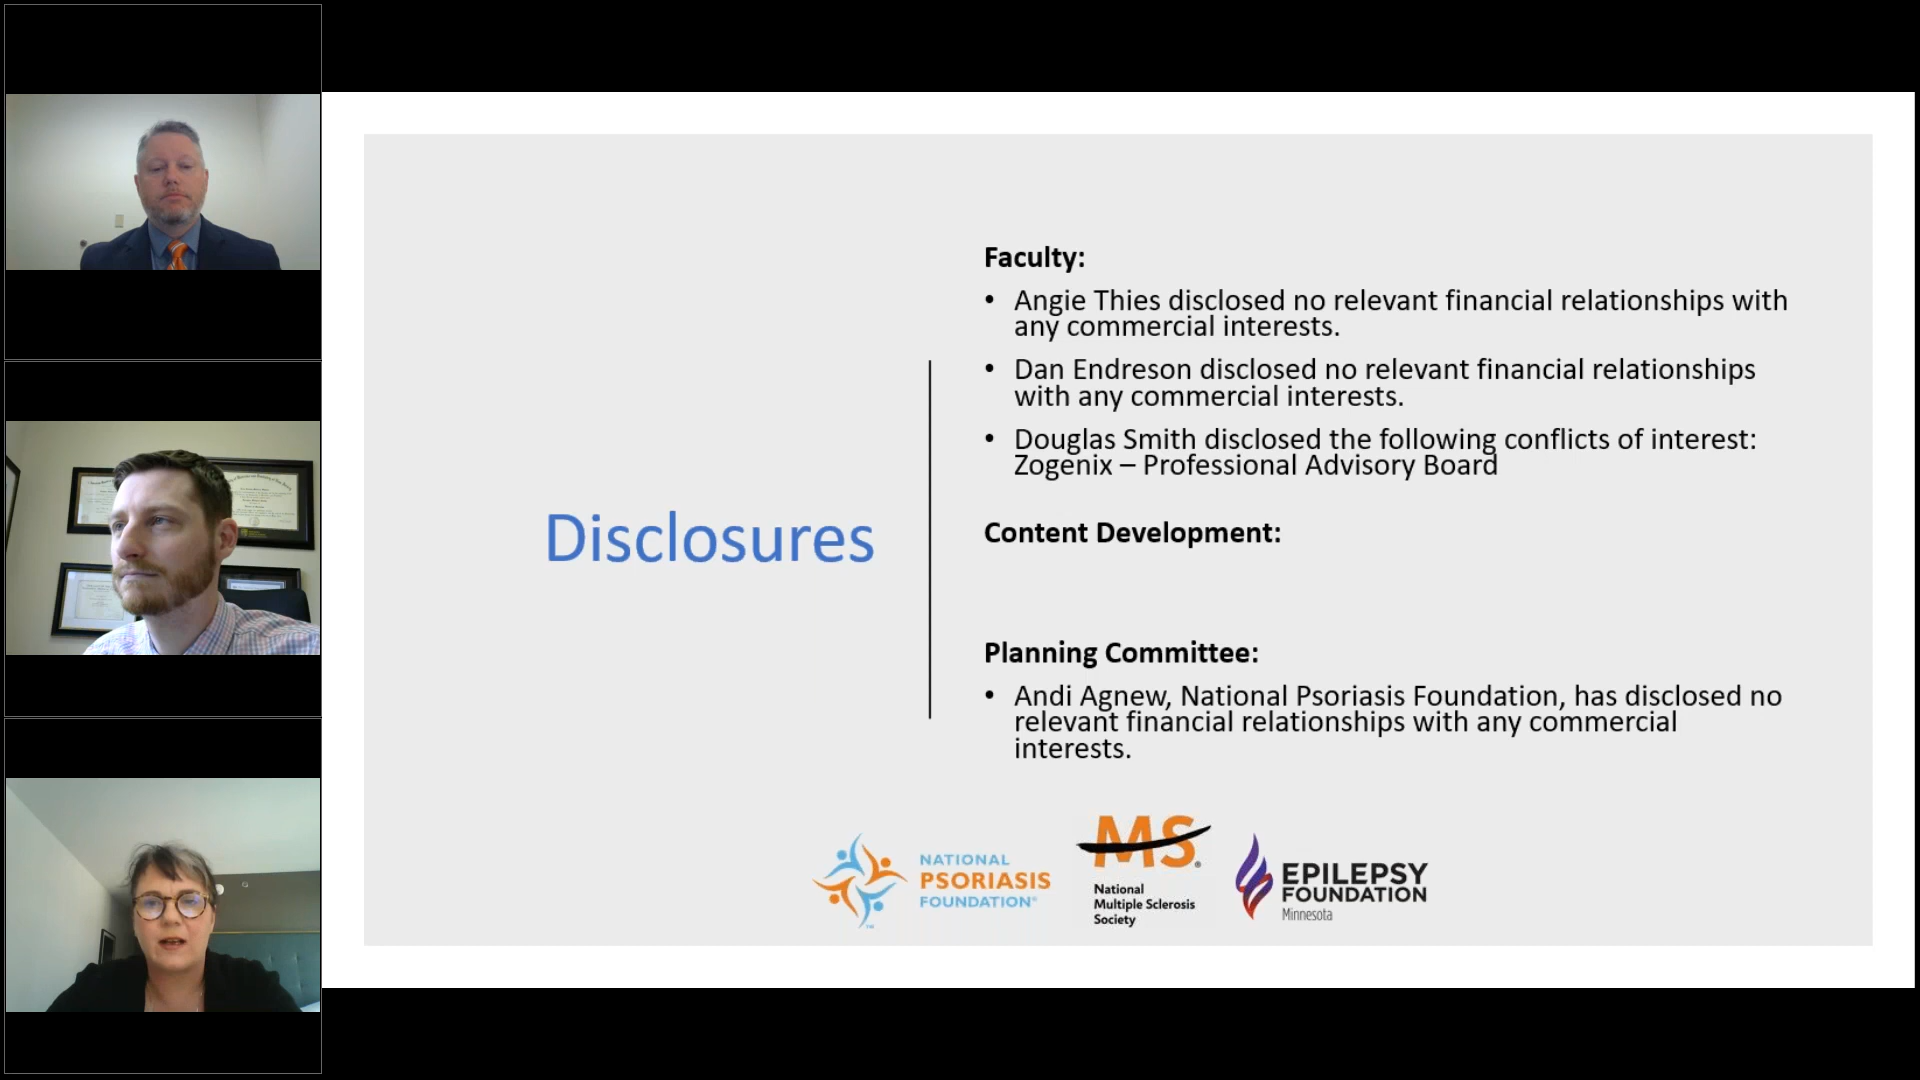 Disclosures
Faculty:
• Angie Thies disclosed no relevant financial relationships with
any commercial interests.
• Dan Endreson disclosed no relevant financial relationships
with any commercial interests.
• Douglas Smith disclosed the following conflicts of interest:
Zogenix – Professional Advisory Board
Content Development:
Planning Committee:
• Andi Agnew, National Psoriasis Foundation, has disclosed no
relevant financial relationships with any commercial
interests.
NATIONAL
PSORIASIS
FOUNDATION®
™
MS®
National
Multiple Sclerosis
Society
EPILEPSY
FOUNDATION
Minnesota